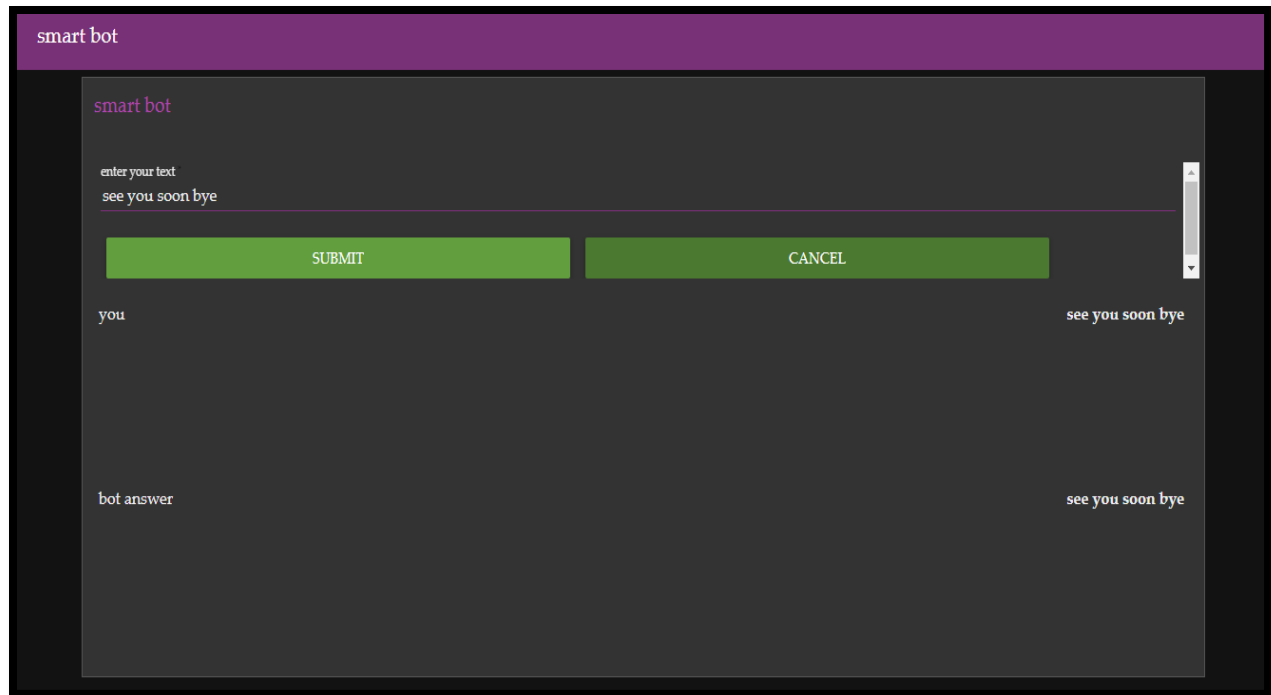 smart bot
smart bot
enter your text
see you soon bye
SUBMIT CANCEL
you see you soon bye
bot answer see you soon bye